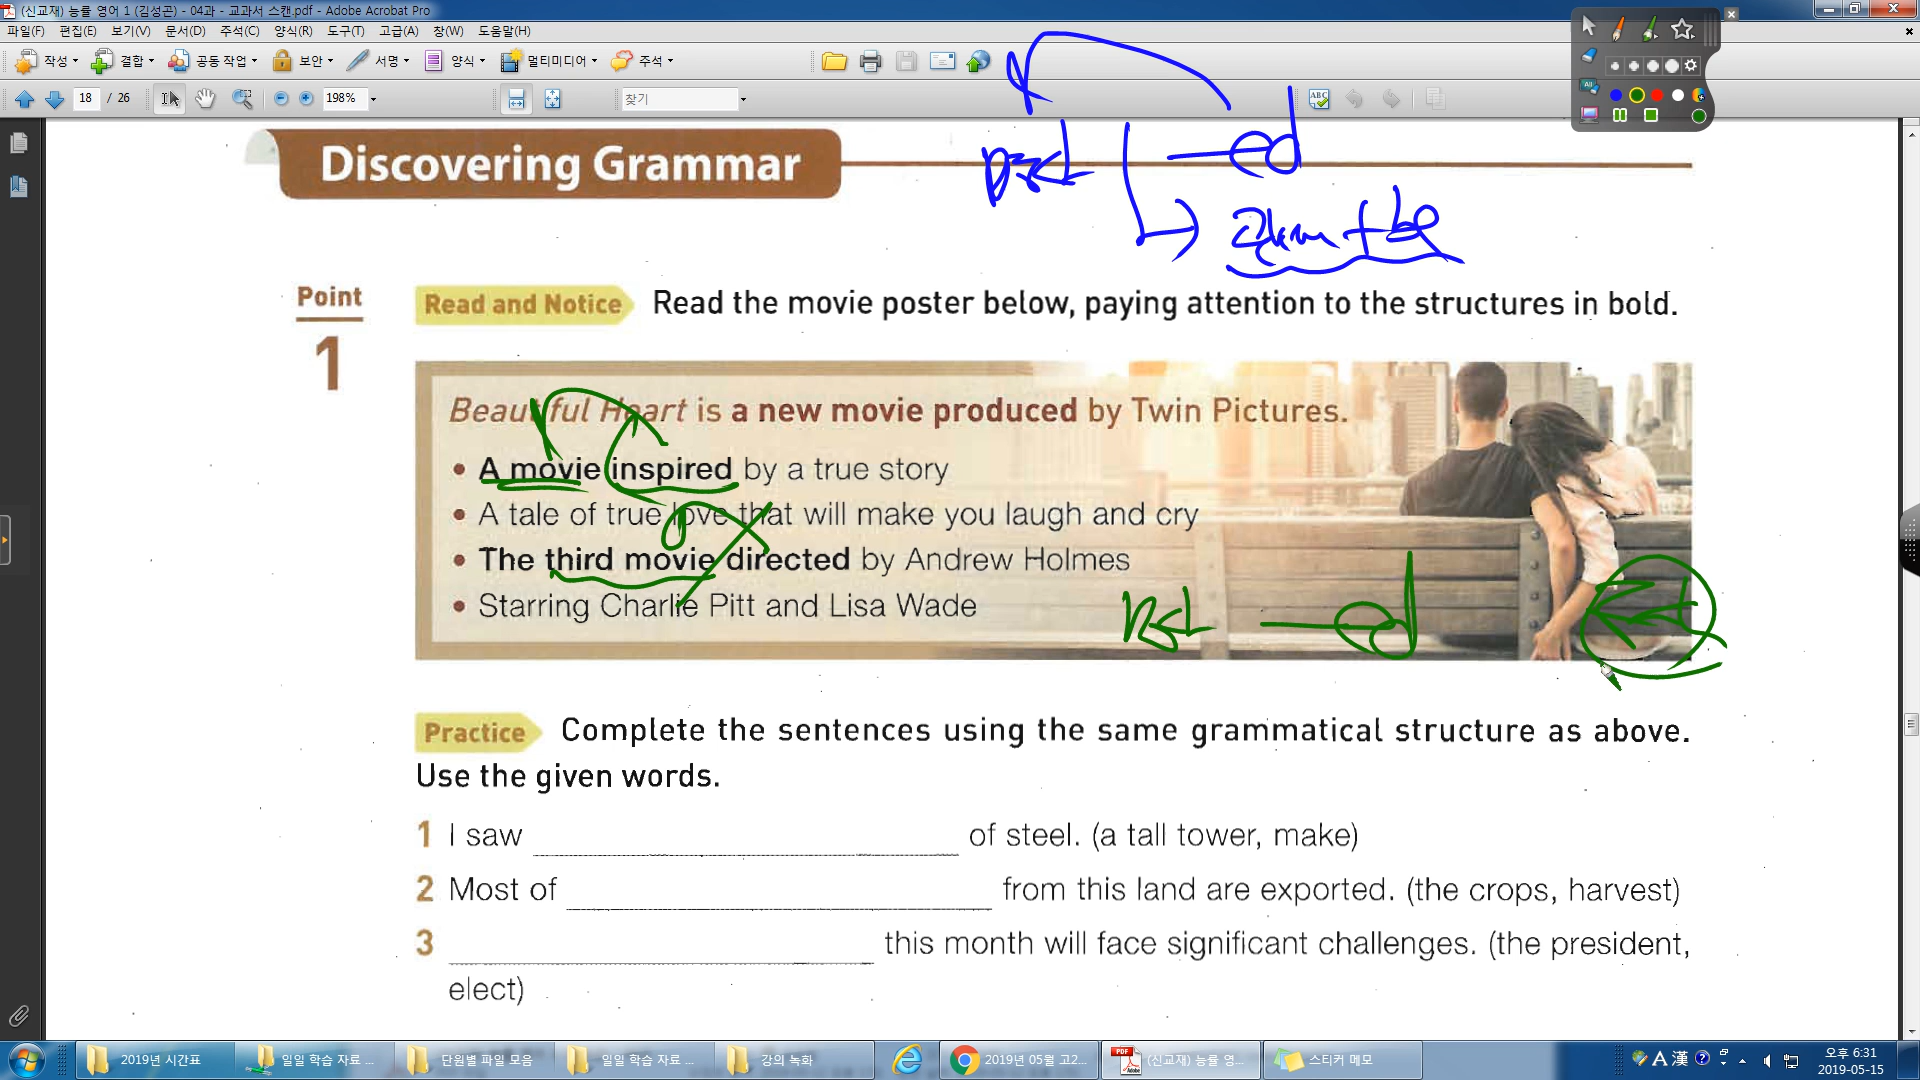 (신교재) 능률 영어 1 (김성곤) - 04과 - 교과서 스캔.pdf - Adobe Acrobat Pro
파일(F) 편집(E) 보기(V) 문서(D) 주석(C) 양식(R) 도구(T) 고급(A) 창(W) 도움말(H)
작성 결합 공동 작업 보안 서명 양식 멀티미디어 주석
18 / 26 198% 찾기
Discovering Grammar
ed
Point
1
Read and Notice Read the movie poster below, paying attention to the structures in bold.
Beautiful Heart is a new movie produced by Twin Pictures.
• A movie inspired by a true story
• A tale of true love that will make you laugh and cry
• The third movie directed by Andrew Holmes
• Starring Charlie Pitt and Lisa Wade
ed
Practice Complete the sentences using the same grammatical structure as above.
Use the given words.
1 I saw of steel. (a tall tower, make)
2 Most of from this land are exported. (the crops, harvest)
3 this month will face significant challenges. (the president,
elect)
2019년 시간표 일일 학습 자료 ... 단원별 파일 모음 일일 학습 자료 ... 강의 녹화 2019년 05월 고2... (신교재) 능률 영... 스티커 메모
A 漢
오후 6:31
2019-05-15